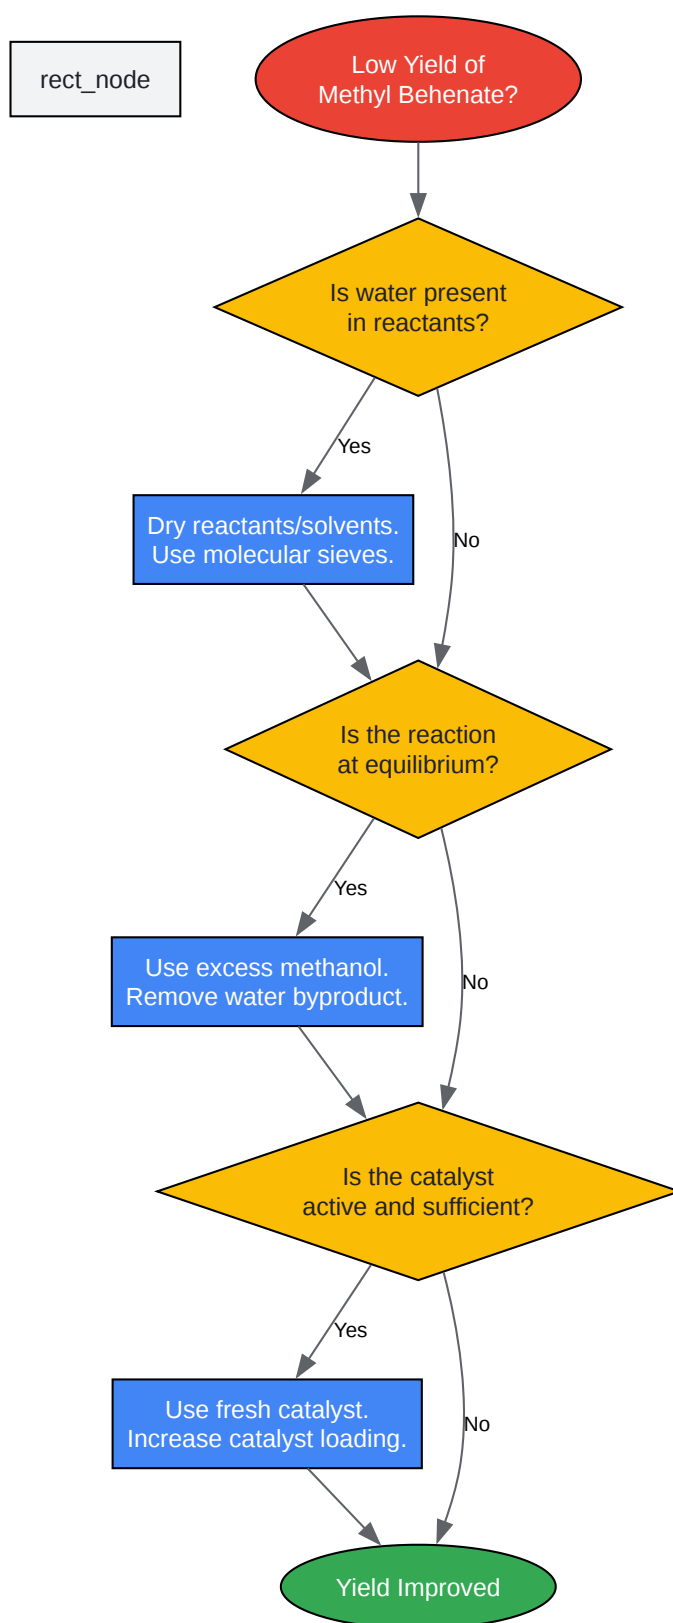 rect_node
Low Yield of
Methyl Behenate?
Is water present
in reactants?
Yes
Dry reactants/solvents.
Use molecular sieves.
No
Is the reaction
at equilibrium?
Yes
Use excess methanol.
Remove water byproduct.
No
Is the catalyst
active and sufficient?
Yes
Use fresh catalyst.
Increase catalyst loading.
No
Yield Improved